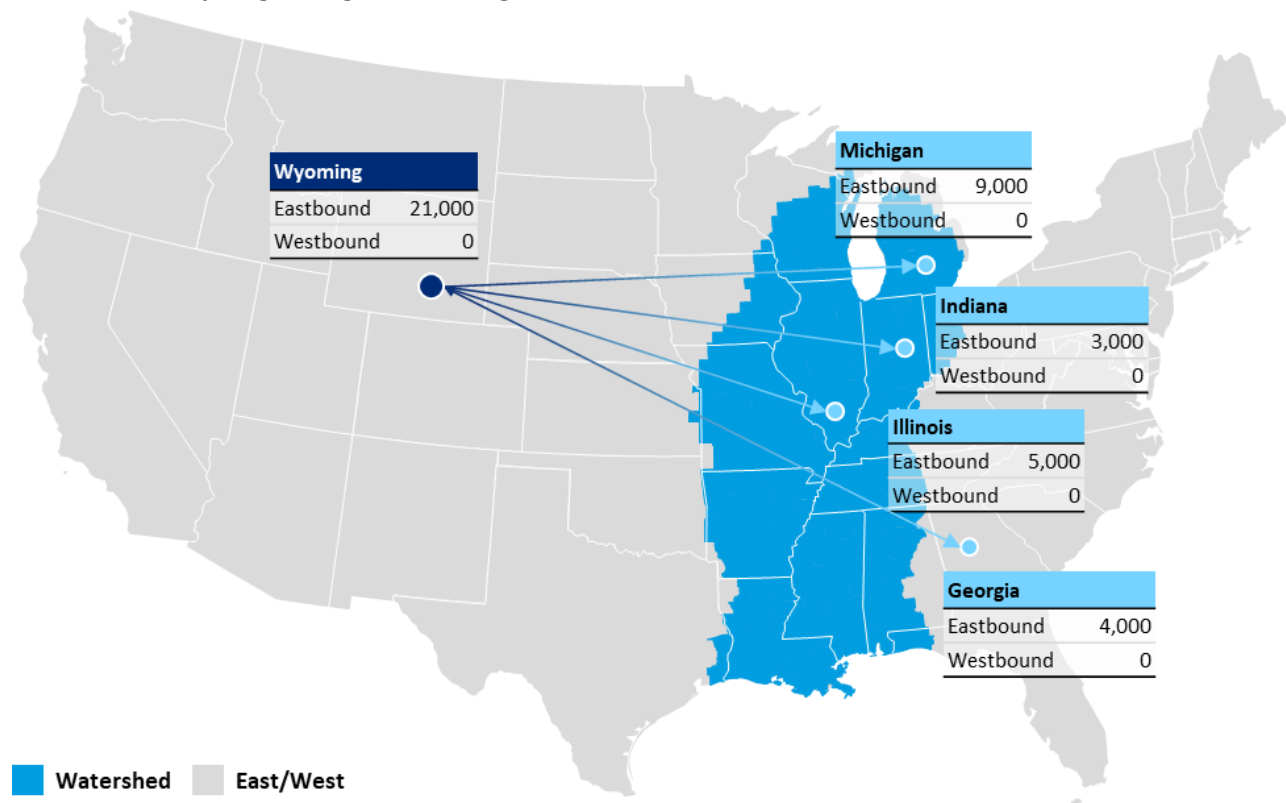 Wyoming
Eastbound 21,000
Westbound 0
Michigan
Eastbound 9,000
Westbound 0
Indiana
Eastbound 3,000
Westbound 0
Illinois
Eastbound 5,000
Westbound 0
Georgia
Eastbound 4,000
Westbound 0
Watershed East/West